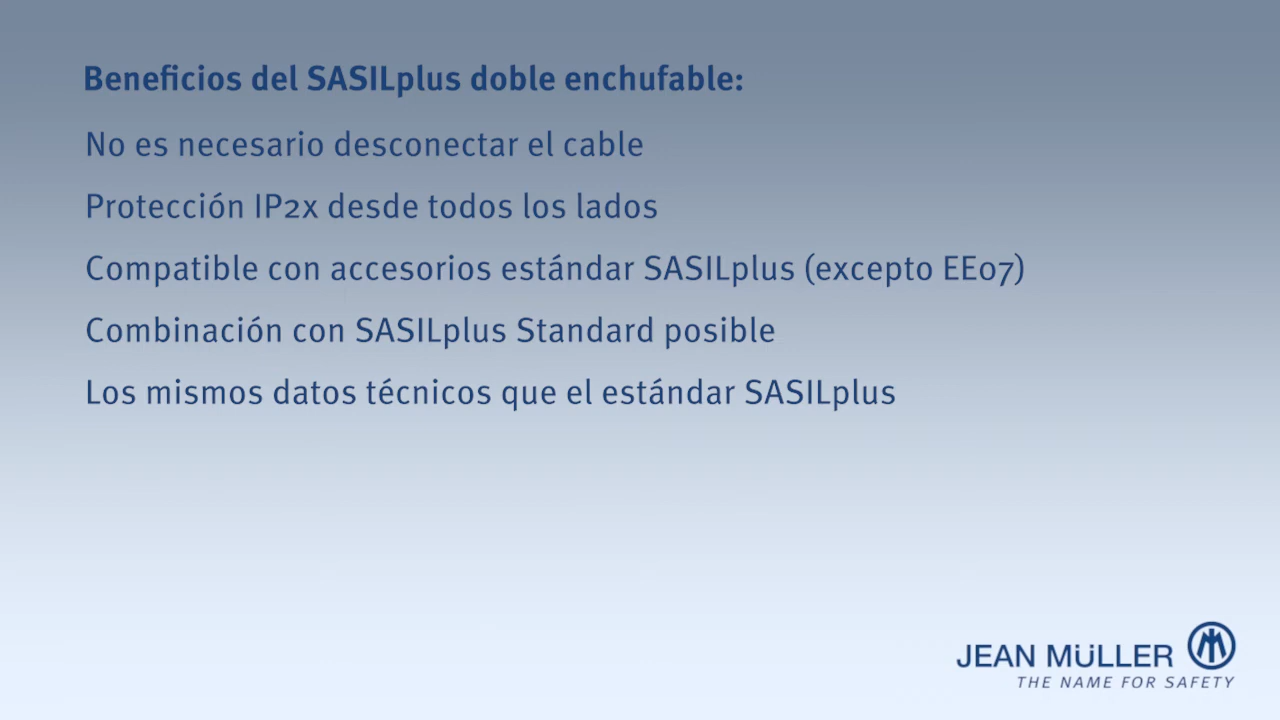 Beneficios del SASILplus doble enchufable:
No es necesario desconectar el cable
Protección IP2x desde todos los lados
Compatible con accesorios estándar SASILplus (excepto EE07)
Combinación con SASILplus Standard posible
Los mismos datos técnicos que el estándar SASILplus
JEAN MÜLLER
THE NAME FOR SAFETY